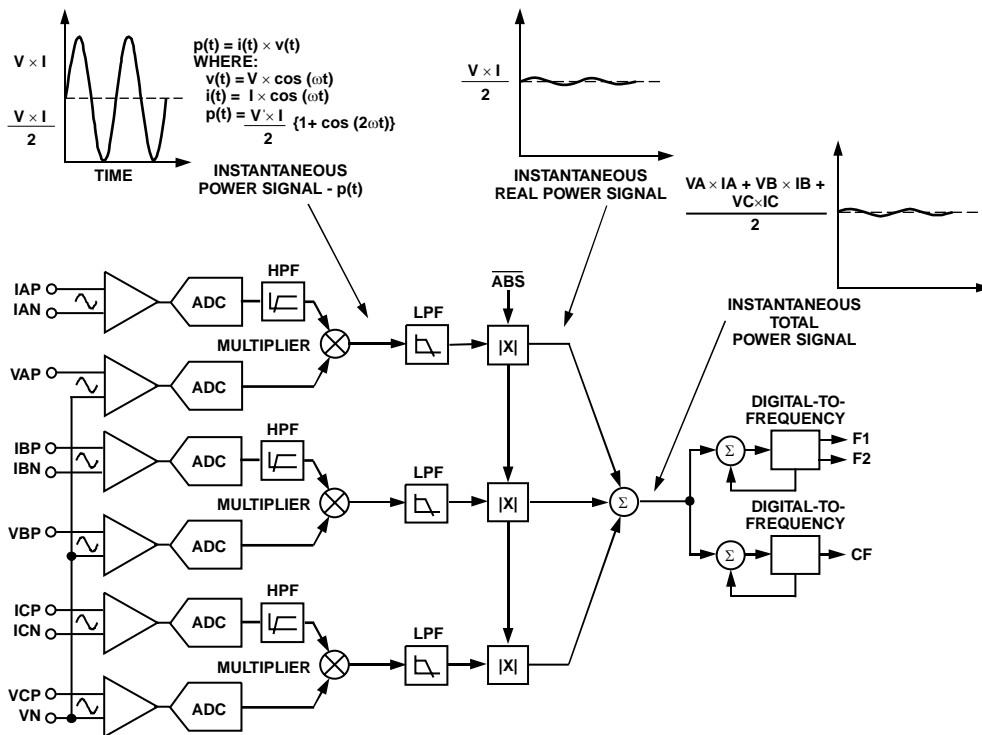 V × I
V × I
2
TIME
p(t) = i(t) × v(t)
WHERE:
v(t) = V × cos (ωt)
i(t) = I × cos (ωt)
p(t) = V × I
2
{1+ cos (2ωt)}
INSTANTANEOUS
POWER SIGNAL - p(t)
V × I
2
INSTANTANEOUS
REAL POWER SIGNAL
VA × IA + VB × IB +
VC×IC
2
INSTANTANEOUS
TOTAL
POWER SIGNAL
IAP
IAN
ADC
HPF
MULTIPLIER
LPF
ABS
|X|
VAP
ADC
IBP
IBN
ADC
HPF
MULTIPLIER
LPF
|X|
Σ
VBP
ADC
ICP
ICN
ADC
HPF
MULTIPLIER
LPF
|X|
VCP
VN
ADC
DIGITAL-TO-
FREQUENCY
Σ
F1
F2
DIGITAL-TO-
FREQUENCY
Σ
CF